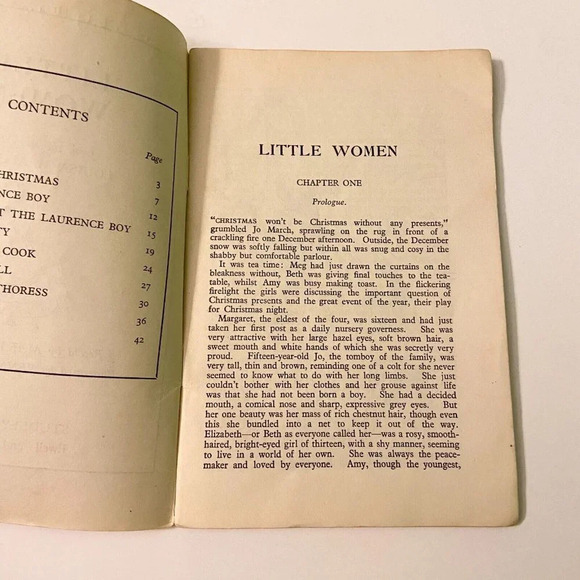 CONTENTS
Page
CHRISTMAS 3
ENCE BOY 7
T THE LAURENCE BOY 12
TY 15
COOK 19
LL 24
THORESS 27
30
36
42
LITTLE WOMEN
CHAPTER ONE
Prologue.
"CHRISTMAS won't be Christmas without any presents,"
grumbled Jo March, sprawling on the rug in front of a
crackling fire one December afternoon. Outside, the December
snow was softly falling but within all was snug and cosy in the
shabby but comfortable parlour.
It was tea time: Meg had just drawn the curtains on the
bleakness without, Beth was giving final touches to the tea-
table, whilst Amy was busy making toast. In the flickering
firelight the girls were discussing the important question of
Christmas presents and the great event of the year, their play
for Christmas night.
Margaret, the eldest of the four, was sixteen and had just
taken her first post as a daily nursery governess. She was
very attractive with her large hazel eyes, soft brown hair, a
sweet mouth and white hands of which she was secretly very
proud. Fifteen-year-old Jo, the tomboy of the family, was
very tall, thin and brown, reminding one of a colt for she never
seemed to know what to do with her long limbs. She just
couldn't bother with her clothes and her grouse against life
was that she had not been born a boy. She had a decided
mouth, a comical nose and sharp, expressive grey eyes. But
her one beauty was her mass of rich chestnut hair, though even
this she bundled into a net to keep it out of the way.
Elizabeth—or Beth as everyone called her—was a rosy, smooth-
haired, bright-eyed girl of thirteen, with a shy manner, seeming
to live in a world of her own. She was always the peace-
maker and loved by everyone. Amy, though the youngest,